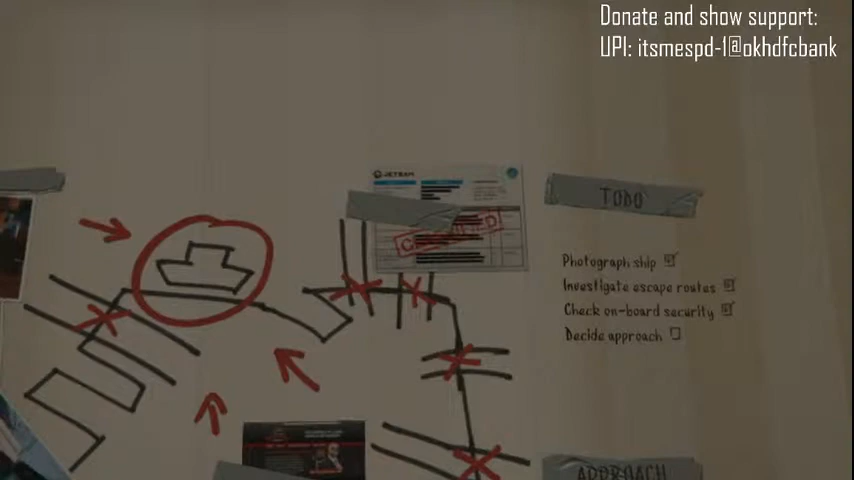 Donate and show support:
UPI: itsmespd-1@okhdfcbank
JETSAM
TODO
Photograph ship
Investigate escape routes
Check on-board security
Decide approach
APPROACH